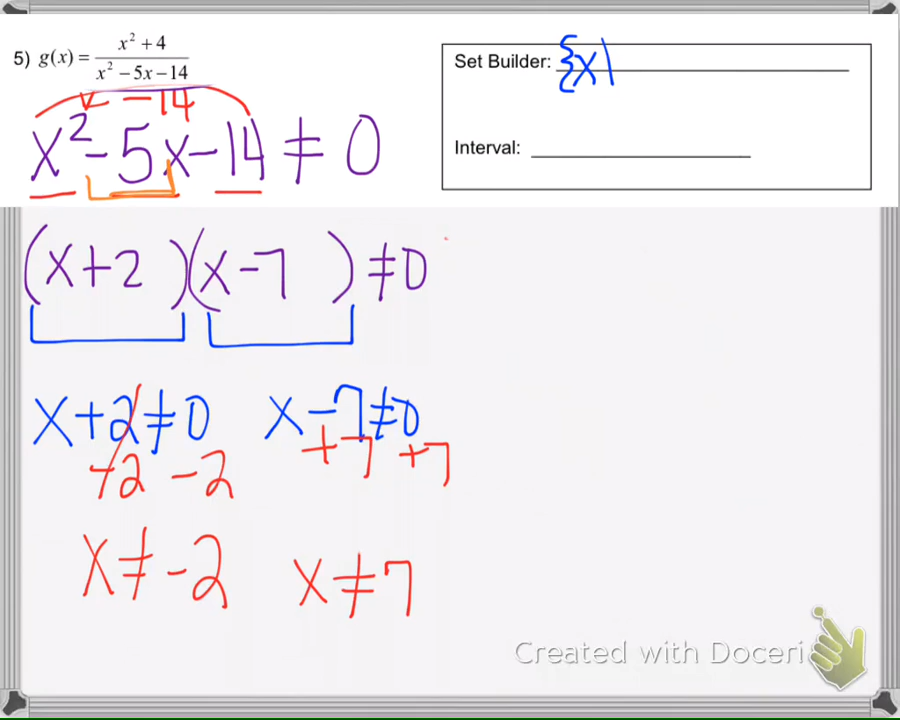 5) g(x) = (x² + 4)/(x² − 5x − 14)
Set Builder: {x|
Interval:
-14
x² - 5x - 14 ≠ 0
(x+2)(x-7) ≠ 0
x+2≠0 x-7≠0
-2 -2 +7 +7
x≠-2 x≠7
Created with Doceri